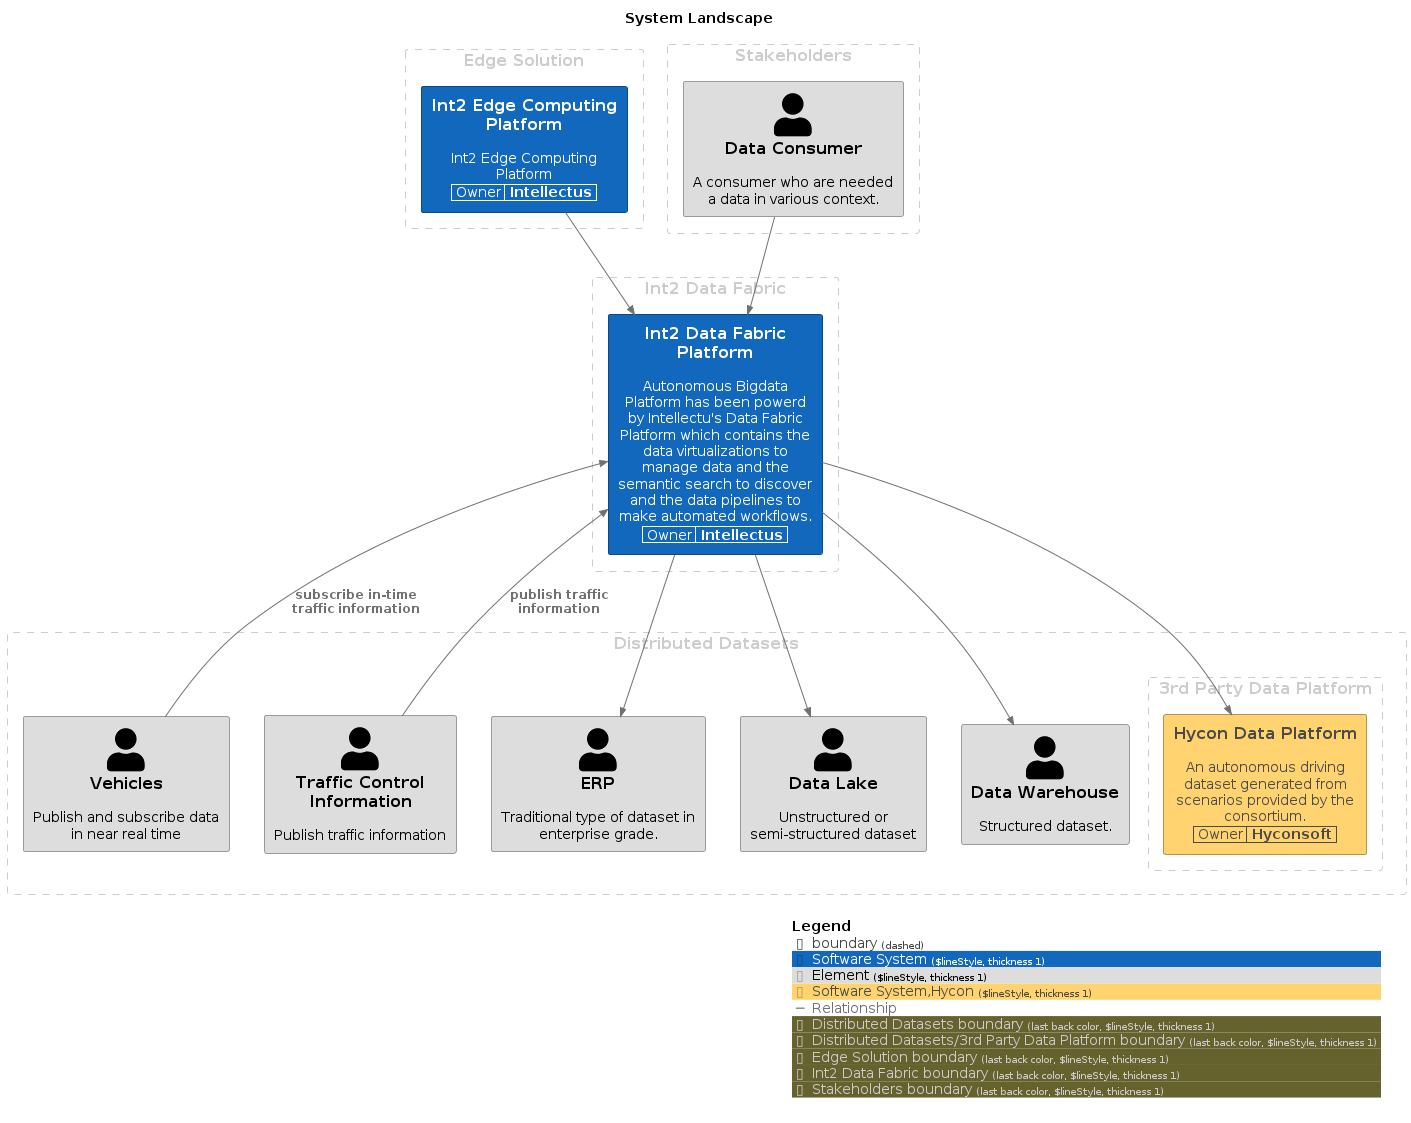 System Landscape
Edge Solution
Int2 Edge Computing
Platform
Int2 Edge Computing
Platform
Owner Intellectus
Stakeholders
Data Consumer
A consumer who are needed
a data in various context.
Int2 Data Fabric
Int2 Data Fabric
Platform
Autonomous Bigdata
Platform has been powerd
by Intellectu's Data Fabric
Platform which contains the
data virtualizations to
manage data and the
semantic search to discover
and the data pipelines to
make automated workflows.
Owner Intellectus
subscribe in-time
traffic information
publish traffic
information
Distributed Datasets
Vehicles
Publish and subscribe data
in near real time
Traffic Control
Information
Publish traffic information
ERP
Traditional type of dataset in
enterprise grade.
Data Lake
Unstructured or
semi-structured dataset
Data Warehouse
Structured dataset.
3rd Party Data Platform
Hycon Data Platform
An autonomous driving
dataset generated from
scenarios provided by the
consortium.
Owner Hyconsoft
Legend
boundary (dashed)
Software System ($lineStyle, thickness 1)
Element ($lineStyle, thickness 1)
Software System,Hycon ($lineStyle, thickness 1)
Relationship
Distributed Datasets boundary (last back color, $lineStyle, thickness 1)
Distributed Datasets/3rd Party Data Platform boundary (last back color, $lineStyle, thickness 1)
Edge Solution boundary (last back color, $lineStyle, thickness 1)
Int2 Data Fabric boundary (last back color, $lineStyle, thickness 1)
Stakeholders boundary (last back color, $lineStyle, thickness 1)